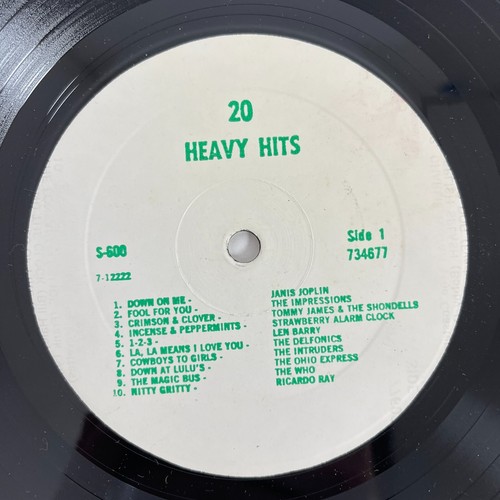 20
HEAVY HITS
S-600 Side 1
7-12222 734677
1. DOWN ON ME - JANIS JOPLIN
2. FOOL FOR YOU - THE IMPRESSIONS
3. CRIMSON & CLOVER - TOMMY JAMES & THE SHONDELLS
4. INCENSE & PEPPERMINTS - STRAWBERRY ALARM CLOCK
5. 1-2-3 - LEN BARRY
6. LA, LA MEANS I LOVE YOU - THE DELFONICS
7. COWBOYS TO GIRLS - THE INTRUDERS
8. DOWN AT LULU'S - THE OHIO EXPRESS
9. THE MAGIC BUS - THE WHO
10. NITTY GRITTY - RICARDO RAY